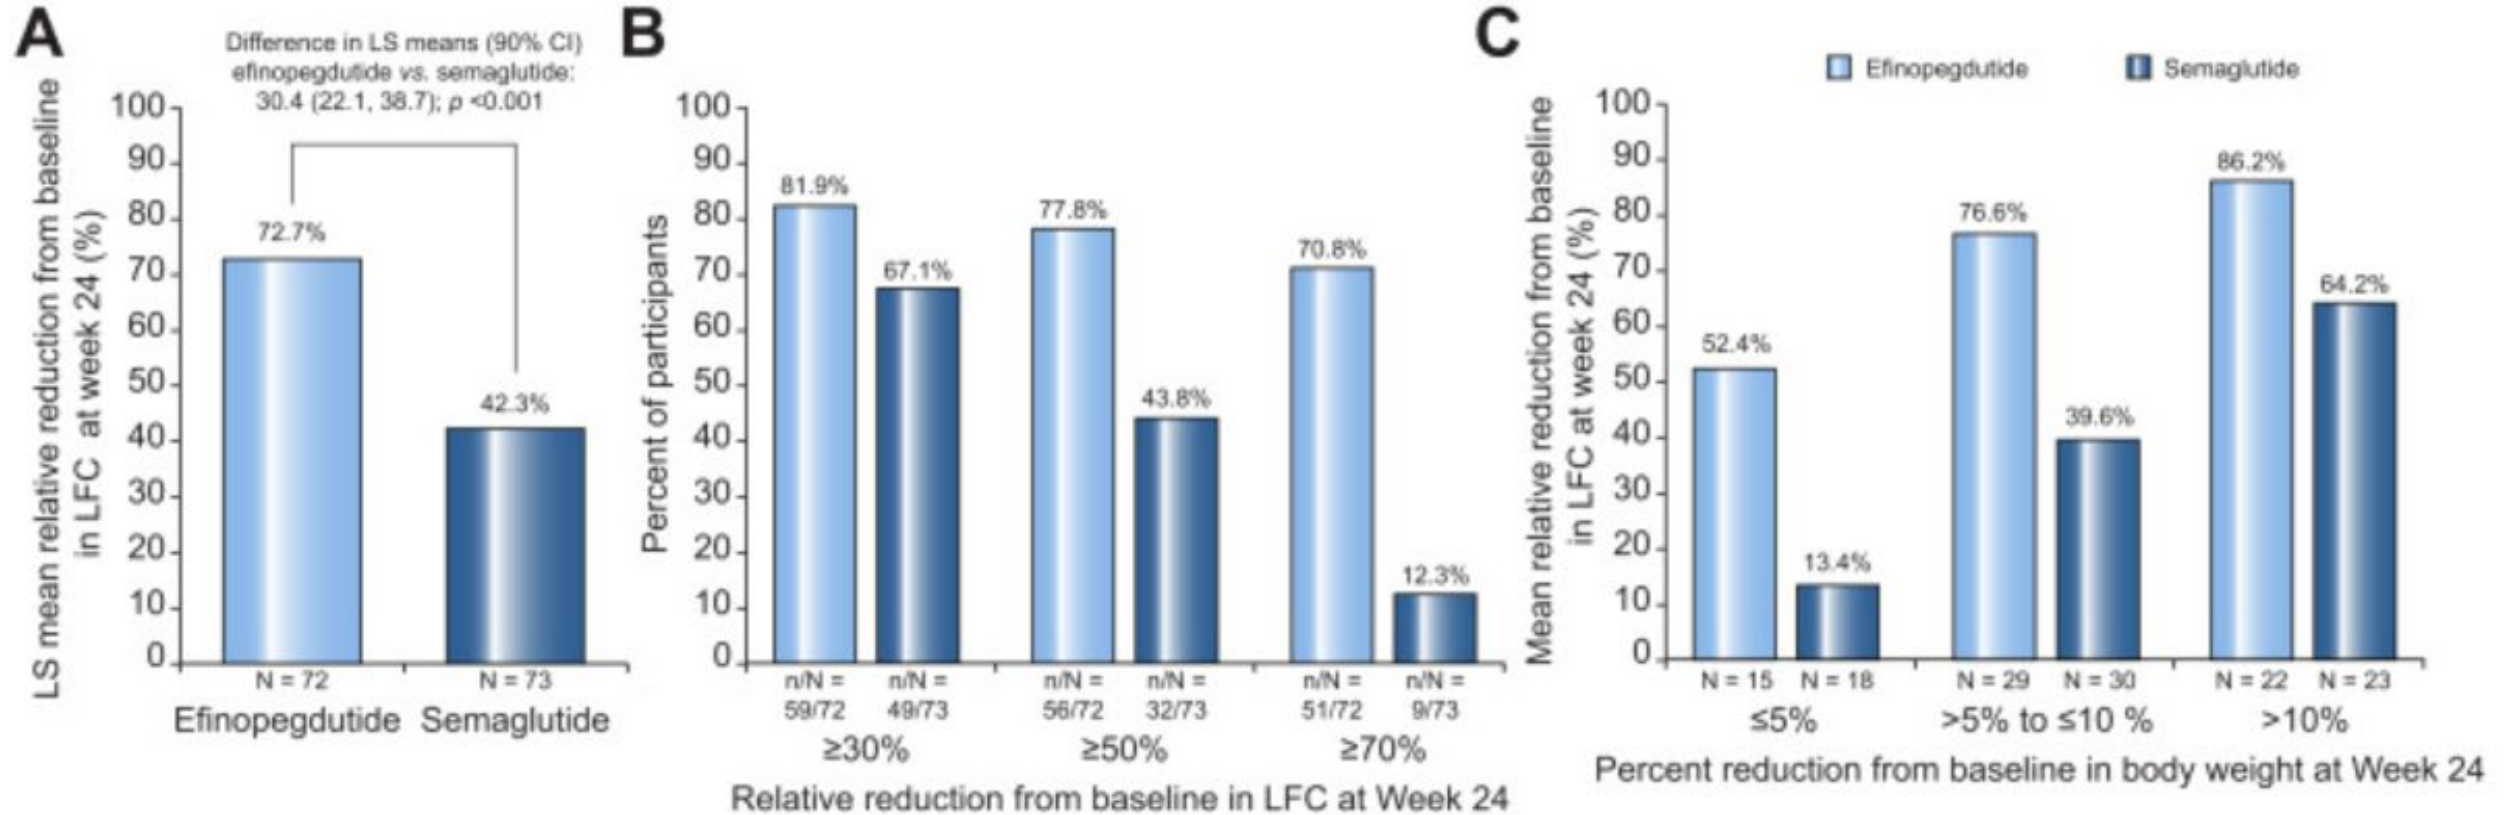 A
Difference in LS means (90% CI)
efinopegdutide vs. semaglutide:
30.4 (22.1, 38.7); p <0.001
LS mean relative reduction from baseline
in LFC at week 24 (%)
100
90
80
70
60
50
40
30
20
10
0
72.7%
42.3%
N = 72
N = 73
Efinopegdutide
Semaglutide
B
Percent of participants
100
90
80
70
60
50
40
30
20
10
0
81.9%
67.1%
77.8%
43.8%
70.8%
12.3%
n/N =
59/72
n/N =
49/73
n/N =
56/72
n/N =
32/73
n/N =
51/72
n/N =
9/73
≥30%
≥50%
≥70%
Relative reduction from baseline in LFC at Week 24
C
Efinopegdutide
Semaglutide
Mean relative reduction from baseline
in LFC at week 24 (%)
100
90
80
70
60
50
40
30
20
10
0
52.4%
13.4%
76.6%
39.6%
86.2%
64.2%
N = 15
N = 18
N = 29
N = 30
N = 22
N = 23
≤5%
>5% to ≤10 %
>10%
Percent reduction from baseline in body weight at Week 24